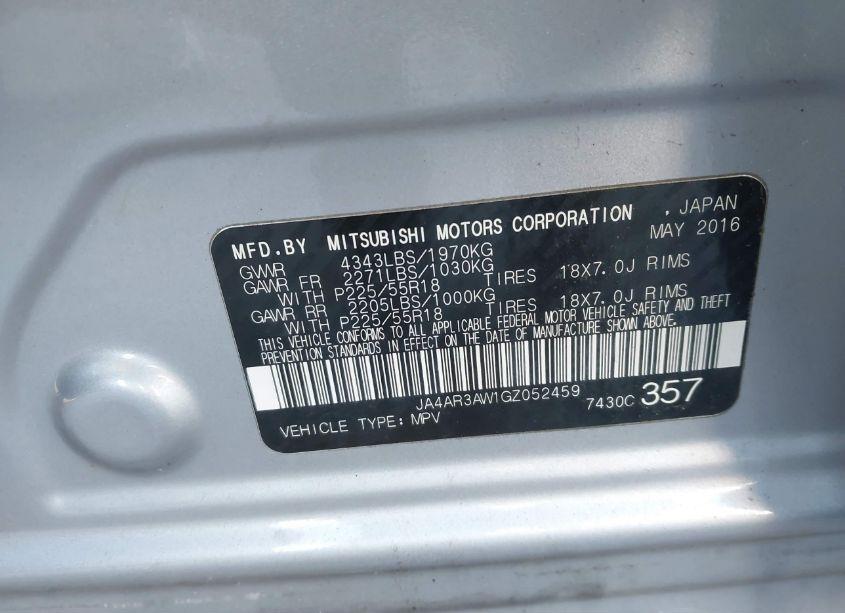 MFD.BY MITSUBISHI MOTORS CORPORATION , JAPAN
MAY 2016
GVWR 4343LBS/1970KG
GAWR FR 2271LBS/1030KG
WITH P225/55R18 TIRES 18X7.0J RIMS
GAWR RR 2205LBS/1000KG
WITH P225/55R18 TIRES 18X7.0J RIMS
THIS VEHICLE CONFORMS TO ALL APPLICABLE FEDERAL MOTOR VEHICLE SAFETY AND THEFT
PREVENTION STANDARDS IN EFFECT ON THE DATE OF MANUFACTURE SHOWN ABOVE.
JA4AR3AW1GZ052459 7430C 357
VEHICLE TYPE: MPV